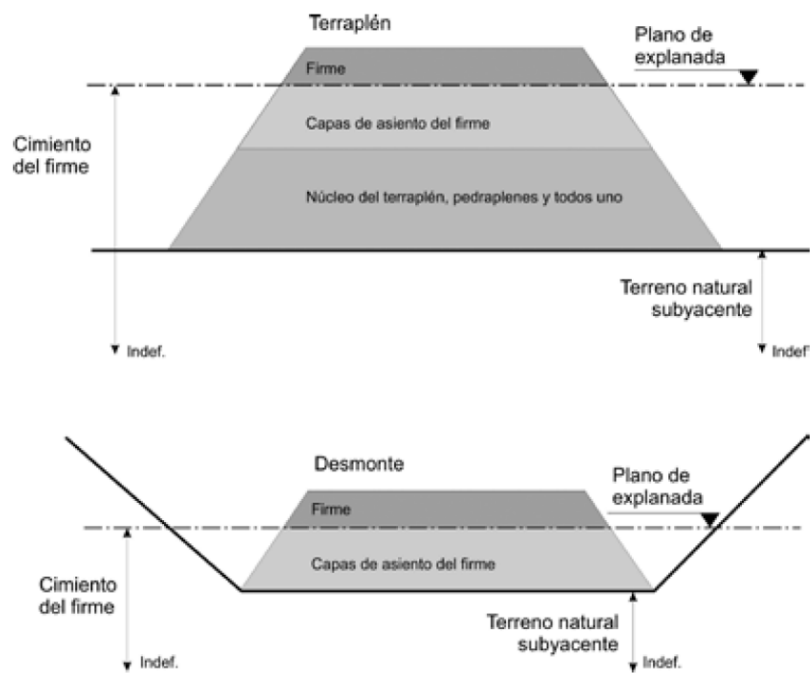 Terraplén
Plano de
explanada
Firme
Capas de asiento del firme
Cimiento
del firme
Núcleo del terraplén, pedraplenes y todos uno
Terreno natural
subyacente
Indef.
Indef'
Desmonte
Plano de
explanada
Firme
Capas de asiento del firme
Cimiento
del firme
Terreno natural
subyacente
Indef.
Indef.